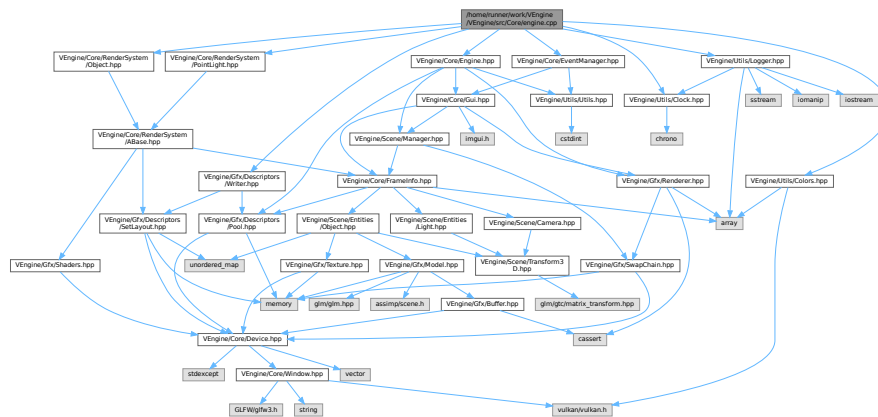 /home/runner/work/VEngine
/VEngine/src/Core/engine.cpp
VEngine/Core/RenderSystem
/Object.hpp
VEngine/Core/RenderSystem
/PointLight.hpp
VEngine/Core/Engine.hpp
VEngine/Core/EventManager.hpp
VEngine/Utils/Logger.hpp
VEngine/Core/Gui.hpp
VEngine/Utils/Utils.hpp
VEngine/Utils/Clock.hpp
sstream
iomanip
iostream
VEngine/Core/RenderSystem
/ABase.hpp
VEngine/Scene/Manager.hpp
imgui.h
cstdint
chrono
VEngine/Gfx/Descriptors
/Writer.hpp
VEngine/Core/FrameInfo.hpp
VEngine/Gfx/Renderer.hpp
VEngine/Utils/Colors.hpp
VEngine/Gfx/Descriptors
/SetLayout.hpp
VEngine/Gfx/Descriptors
/Pool.hpp
VEngine/Scene/Entities
/Object.hpp
VEngine/Scene/Entities
/Light.hpp
VEngine/Scene/Camera.hpp
array
VEngine/Gfx/Shaders.hpp
unordered_map
VEngine/Gfx/Texture.hpp
VEngine/Gfx/Model.hpp
VEngine/Scene/Transform3
D.hpp
VEngine/Gfx/SwapChain.hpp
memory
glm/glm.hpp
assimp/scene.h
VEngine/Gfx/Buffer.hpp
glm/gtc/matrix_transform.hpp
VEngine/Core/Device.hpp
cassert
stdexcept
VEngine/Core/Window.hpp
vector
GLFW/glfw3.h
string
vulkan/vulkan.h